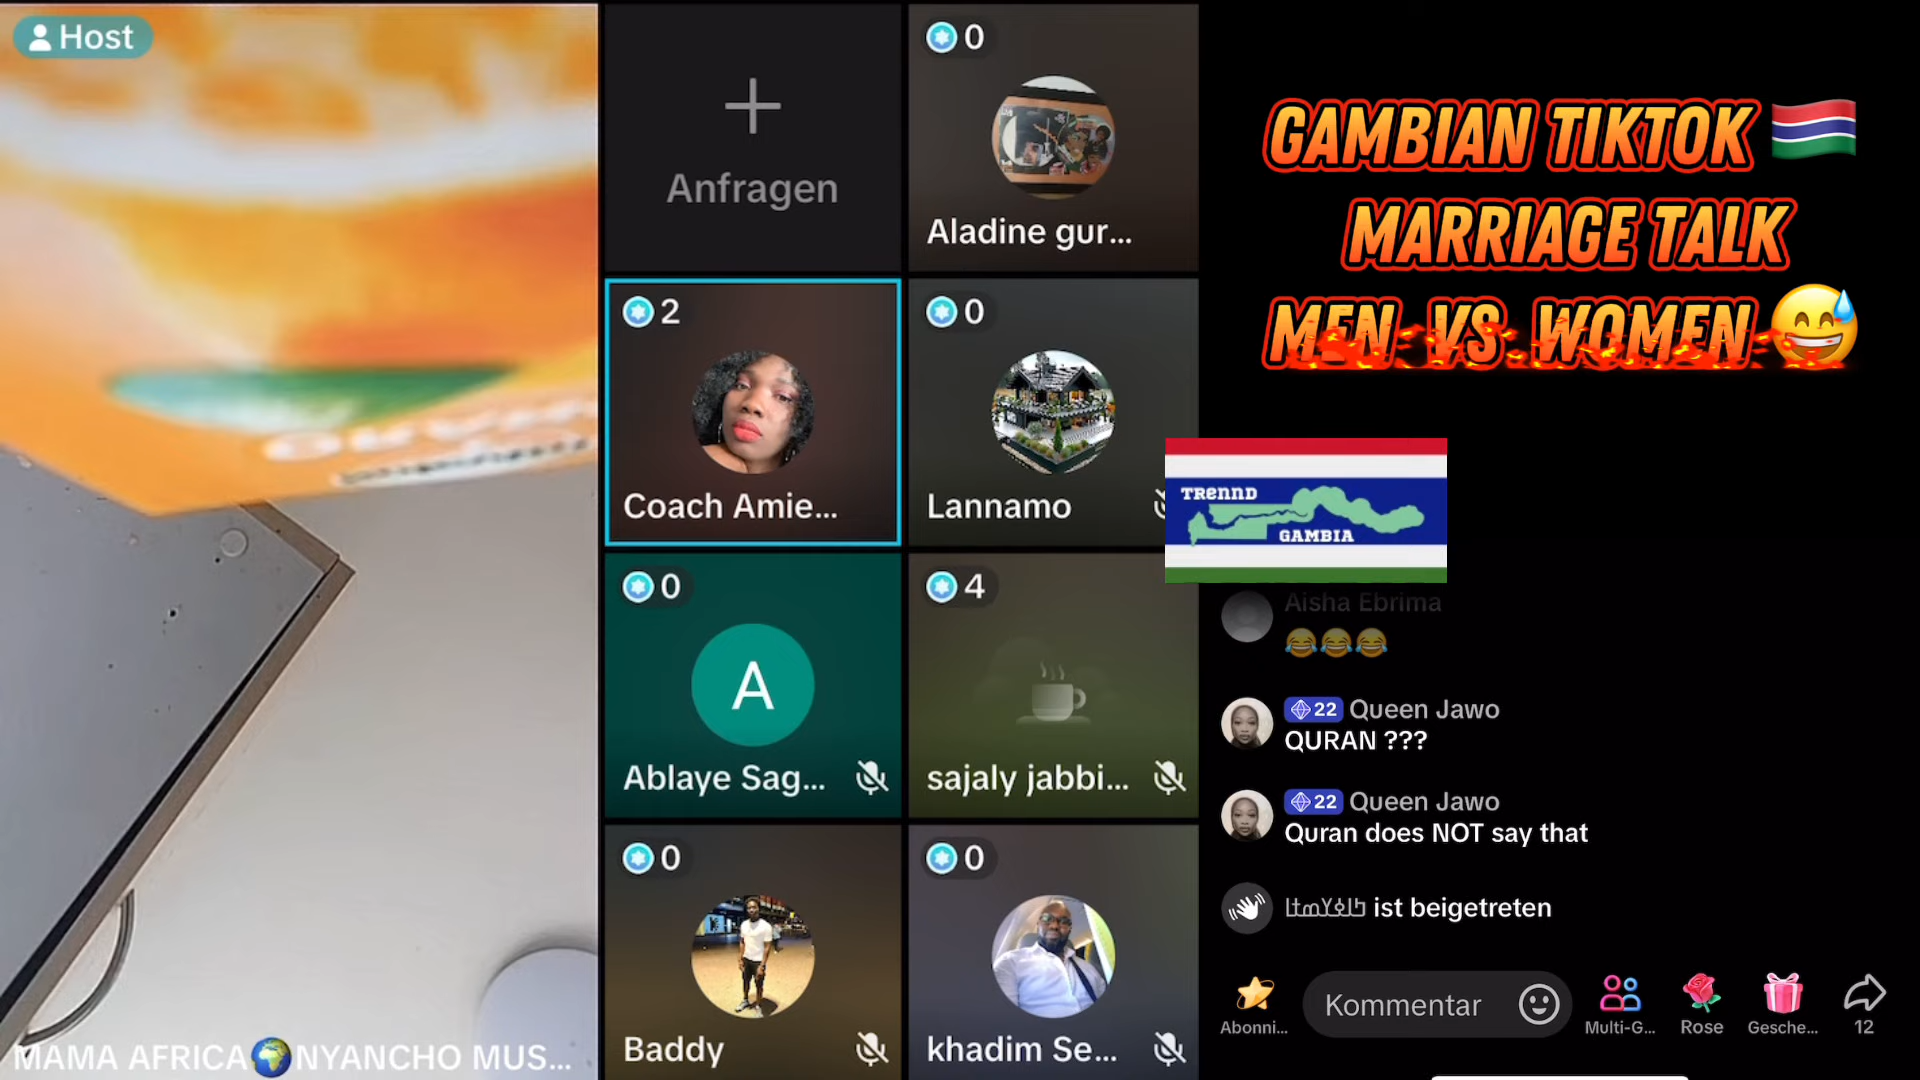 Host
MAMA AFRICA🌍NYANCHO MUS...
Anfragen
0
Aladine gur...
2
Coach Amie...
0
Lannamo
0
A
Ablaye Sag...
4
sajaly jabbi...
0
Baddy
0
khadim Se...
GAMBIAN TIKTOK 🇬🇲
MARRIAGE TALK
MEN VS WOMEN 😅
TRENND
GAMBIA
Aisha Ebrima
😂😂😂
22 Queen Jawo
QURAN ???
22 Queen Jawo
Quran does NOT say that
ist beigetreten
Abonni...
Kommentar
Multi-G...
Rose
Gesche...
12